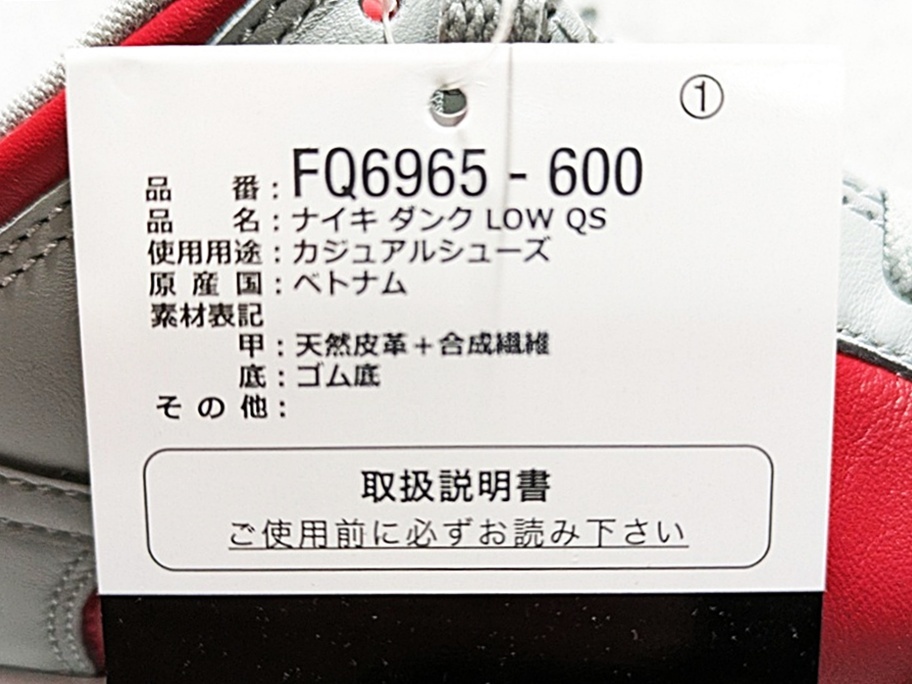 ①
品 番:FQ6965 - 600
品 名:ナイキ ダンク LOW QS
使用用途:カジュアルシューズ
原 産 国:ベトナム
素材表記
甲:天然皮革+合成繊維
底:ゴム底
そ の 他:
取扱説明書
ご使用前に必ずお読み下さい